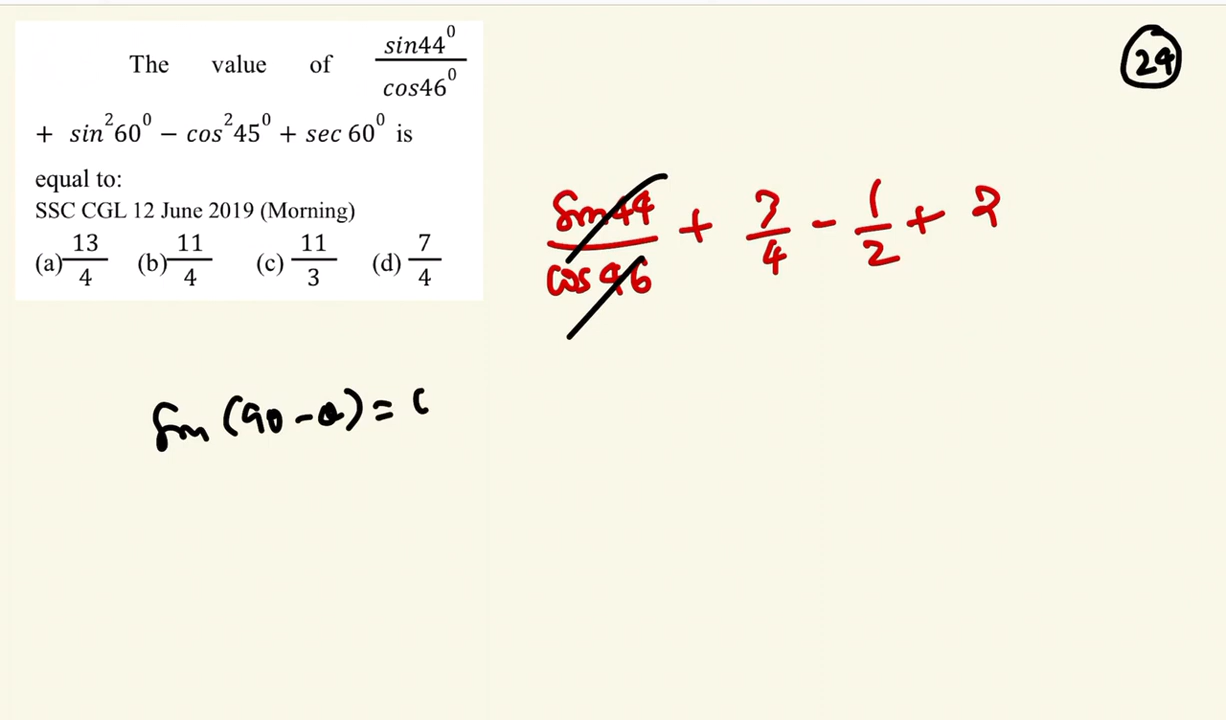 The value of sin44⁰/cos46⁰
+ sin²60⁰ − cos²45⁰ + sec 60⁰ is
equal to:
SSC CGL 12 June 2019 (Morning)
(a) 13/4 (b) 11/4 (c) 11/3 (d) 7/4
24
sin44/cos46 + 3/4 − 1/2 + 2
sin(90−θ)= c